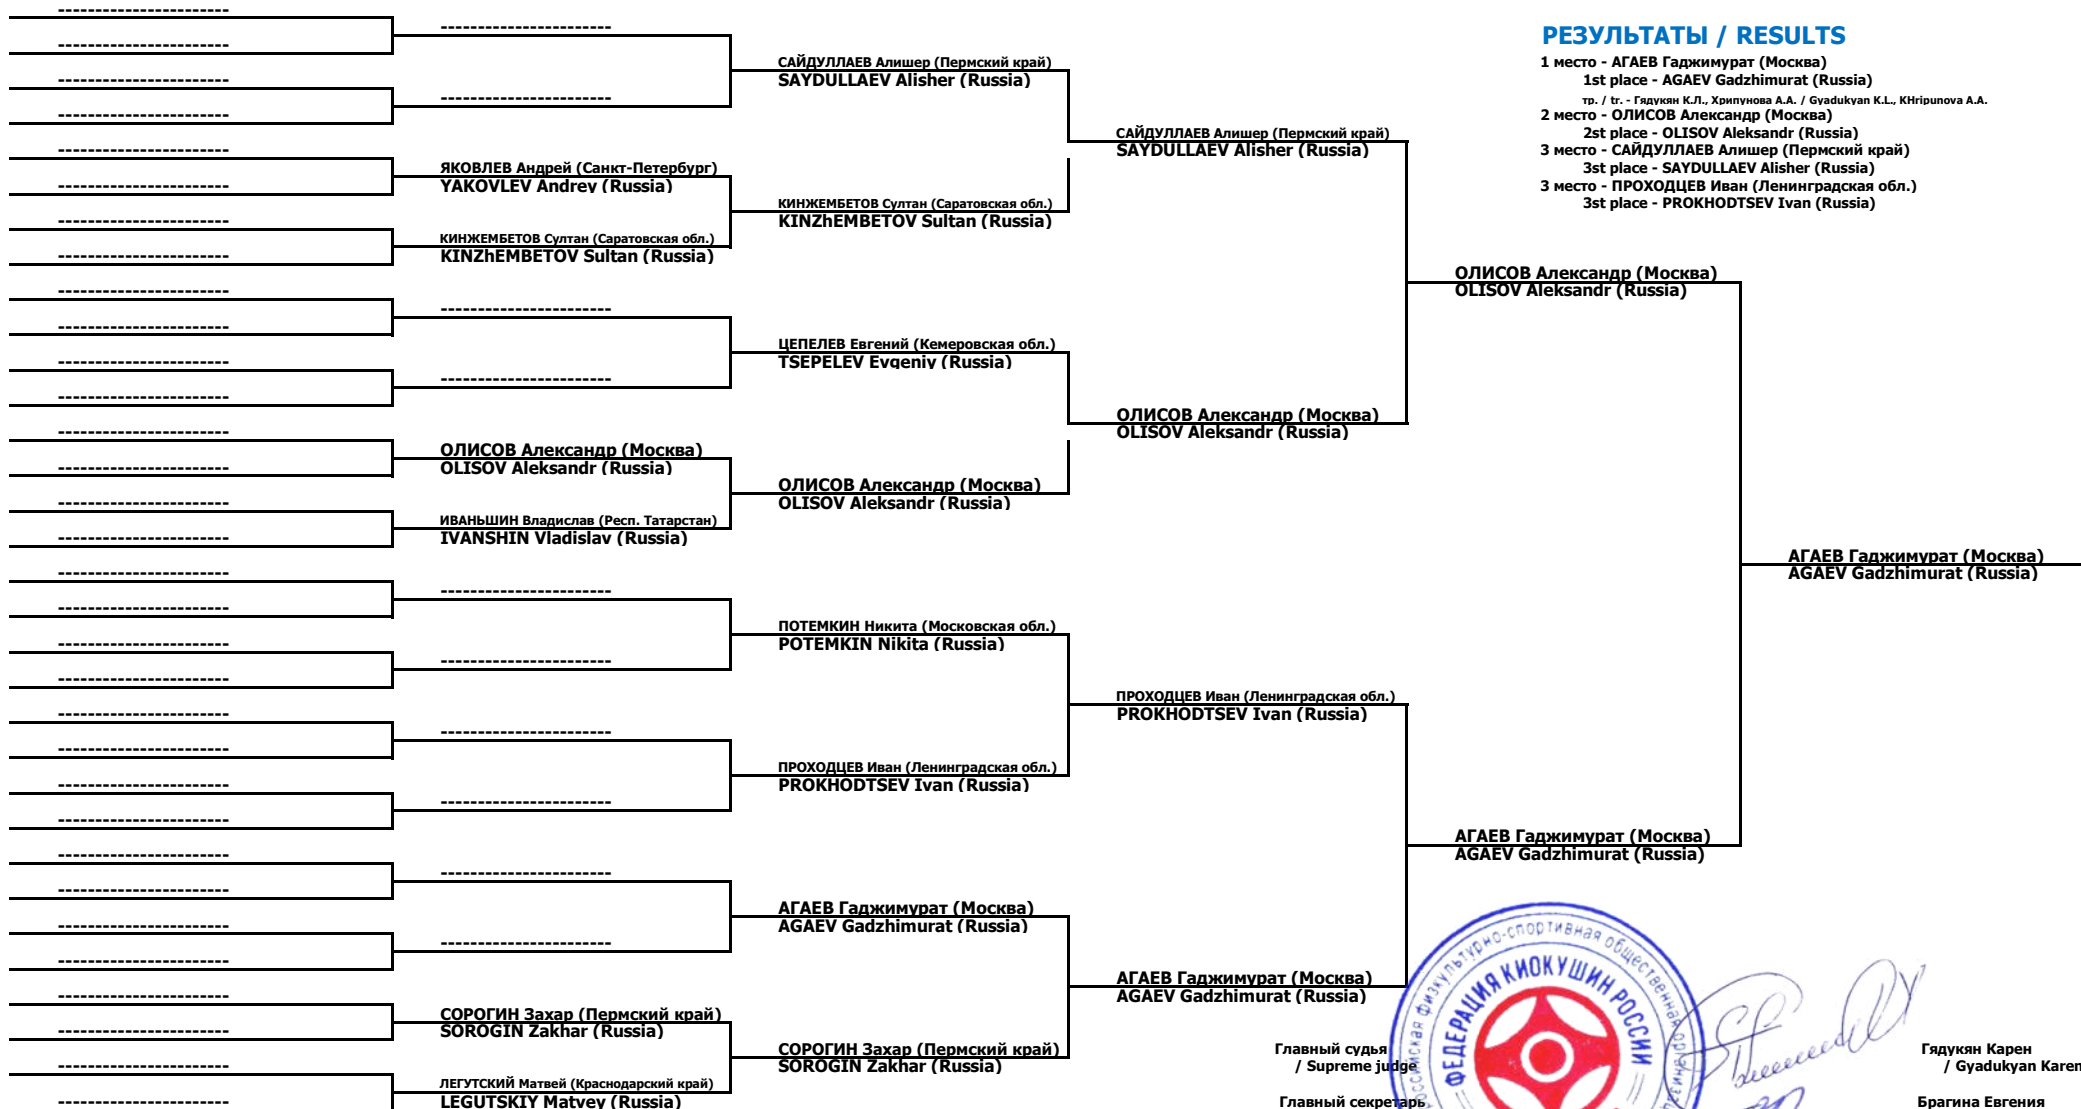 РЕЗУЛЬТАТЫ / RESULTS
1 место - АГАЕВ Гаджимурат (Москва)
1st place - AGAEV Gadzhimurat (Russia)
тр. / tr. - Гядукян К.Л., Хрипунова А.А. / Gyadukyan K.L., KHripunova A.A.
2 место - ОЛИСОВ Александр (Москва)
2st place - OLISOV Aleksandr (Russia)
3 место - САЙДУЛЛАЕВ Алишер (Пермский край)
3st place - SAYDULLAEV Alisher (Russia)
3 место - ПРОХОДЦЕВ Иван (Ленинградская обл.)
3st place - PROKHODTSEV Ivan (Russia)
ЯКОВЛЕВ Андрей (Санкт-Петербург)
YAKOVLEV Andrey (Russia)
КИНЖЕМБЕТОВ Султан (Саратовская обл.)
KINZhEMBETOV Sultan (Russia)
ОЛИСОВ Александр (Москва)
OLISOV Aleksandr (Russia)
ИВАНЬШИН Владислав (Респ. Татарстан)
IVANSHIN Vladislav (Russia)
СОРОГИН Захар (Пермский край)
SOROGIN Zakhar (Russia)
ЛЕГУТСКИЙ Матвей (Краснодарский край)
LEGUTSKIY Matvey (Russia)
САЙДУЛЛАЕВ Алишер (Пермский край)
SAYDULLAEV Alisher (Russia)
КИНЖЕМБЕТОВ Султан (Саратовская обл.)
KINZhEMBETOV Sultan (Russia)
ЦЕПЕЛЕВ Евгений (Кемеровская обл.)
TSEPELEV Evgeniy (Russia)
ОЛИСОВ Александр (Москва)
OLISOV Aleksandr (Russia)
ПОТЕМКИН Никита (Московская обл.)
POTEMKIN Nikita (Russia)
ПРОХОДЦЕВ Иван (Ленинградская обл.)
PROKHODTSEV Ivan (Russia)
АГАЕВ Гаджимурат (Москва)
AGAEV Gadzhimurat (Russia)
СОРОГИН Захар (Пермский край)
SOROGIN Zakhar (Russia)
САЙДУЛЛАЕВ Алишер (Пермский край)
SAYDULLAEV Alisher (Russia)
ОЛИСОВ Александр (Москва)
OLISOV Aleksandr (Russia)
ПРОХОДЦЕВ Иван (Ленинградская обл.)
PROKHODTSEV Ivan (Russia)
АГАЕВ Гаджимурат (Москва)
AGAEV Gadzhimurat (Russia)
ОЛИСОВ Александр (Москва)
OLISOV Aleksandr (Russia)
АГАЕВ Гаджимурат (Москва)
AGAEV Gadzhimurat (Russia)
АГАЕВ Гаджимурат (Москва)
AGAEV Gadzhimurat (Russia)
физкультурно-спортивная общественная
ФЕДЕРАЦИЯ КИОКУШИН РОССИИ
Главный судья
/ Supreme judge
Гядукян Карен
/ Gyadukyan Karen
Главный секретарь
Брагина Евгения